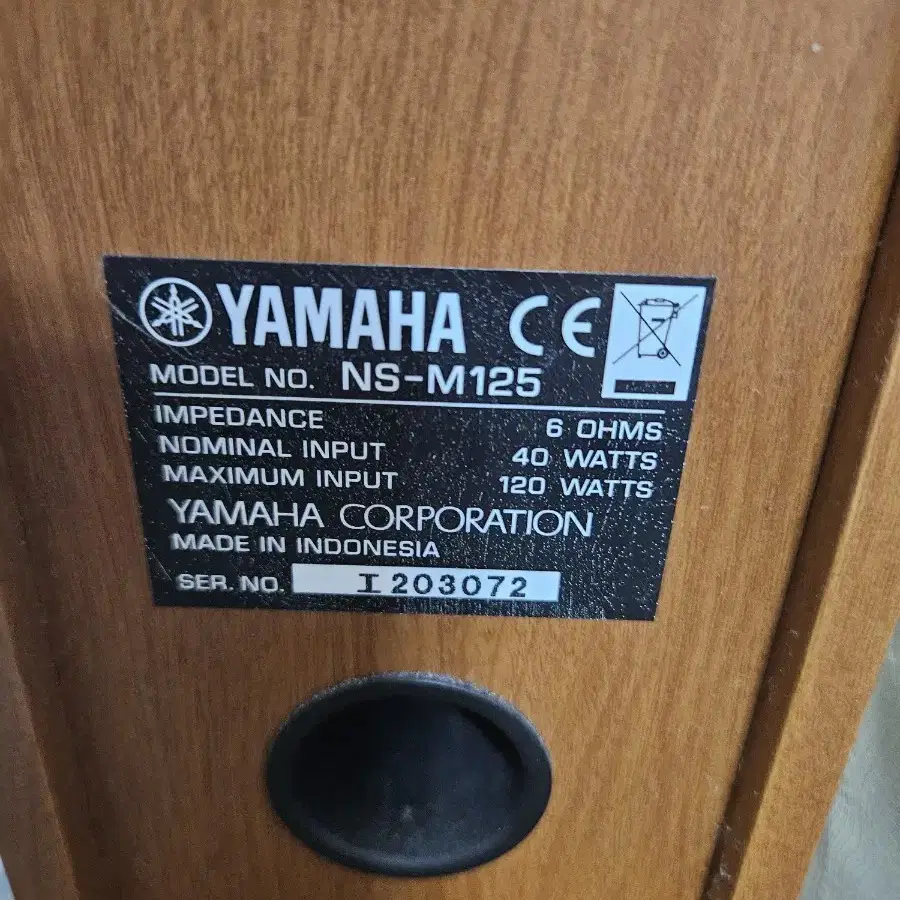 YAMAHA CE
MODEL NO. NS-M125
IMPEDANCE 6 OHMS
NOMINAL INPUT 40 WATTS
MAXIMUM INPUT 120 WATTS
YAMAHA CORPORATION
MADE IN INDONESIA
SER. NO. I203072